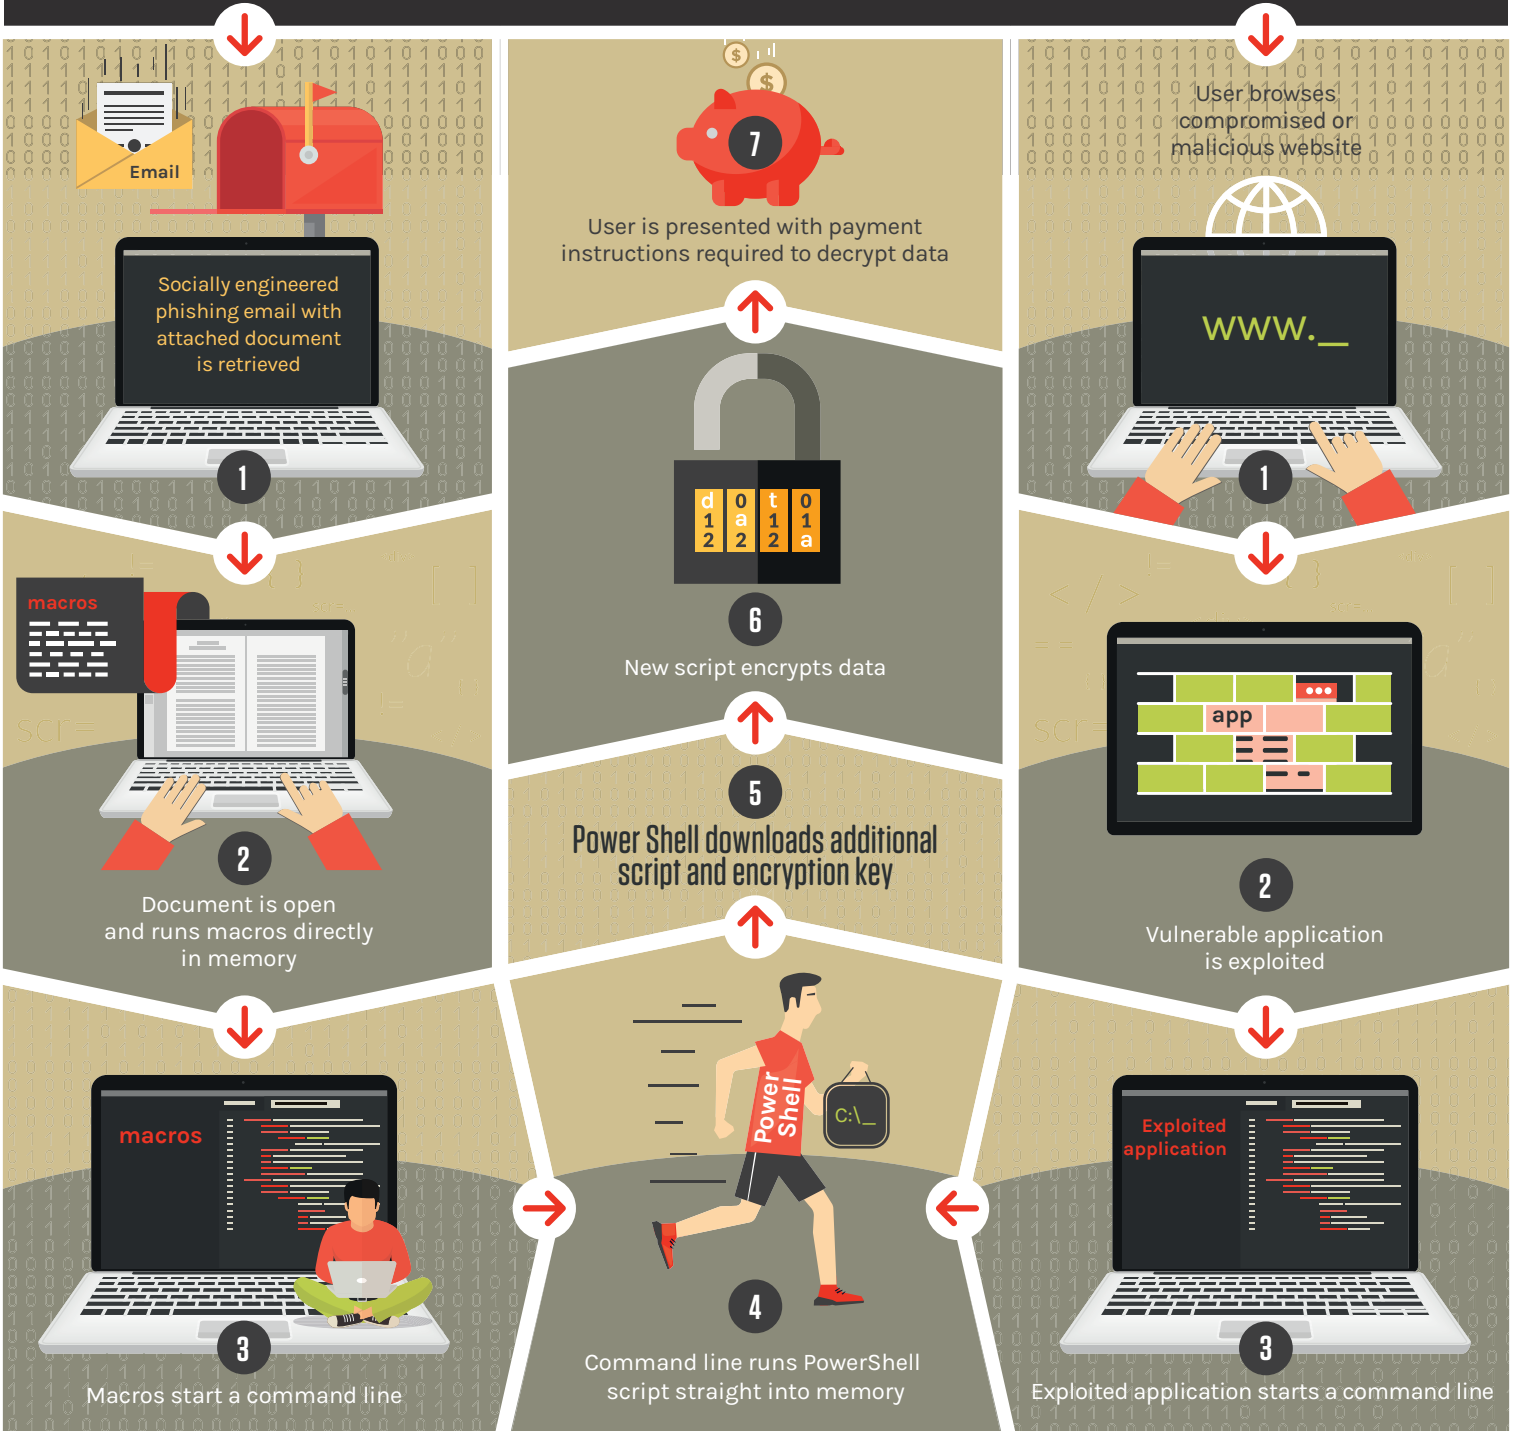 Email
Socially engineered
phishing email with
attached document
is retrieved
1
macros
2
Document is open
and runs macros directly
in memory
macros
3
Macros start a command line
User browses
compromised or
malicious website
www._
1
app
2
Vulnerable application
is exploited
Exploited
application
3
Exploited application starts a command line
Power
Shell
C:\_
4
Command line runs PowerShell
script straight into memory
5
Power Shell downloads additional
script and encryption key
d 0 t 0
1 a 1 1
2 2 2 a
6
New script encrypts data
$
$
7
User is presented with payment
instructions required to decrypt data